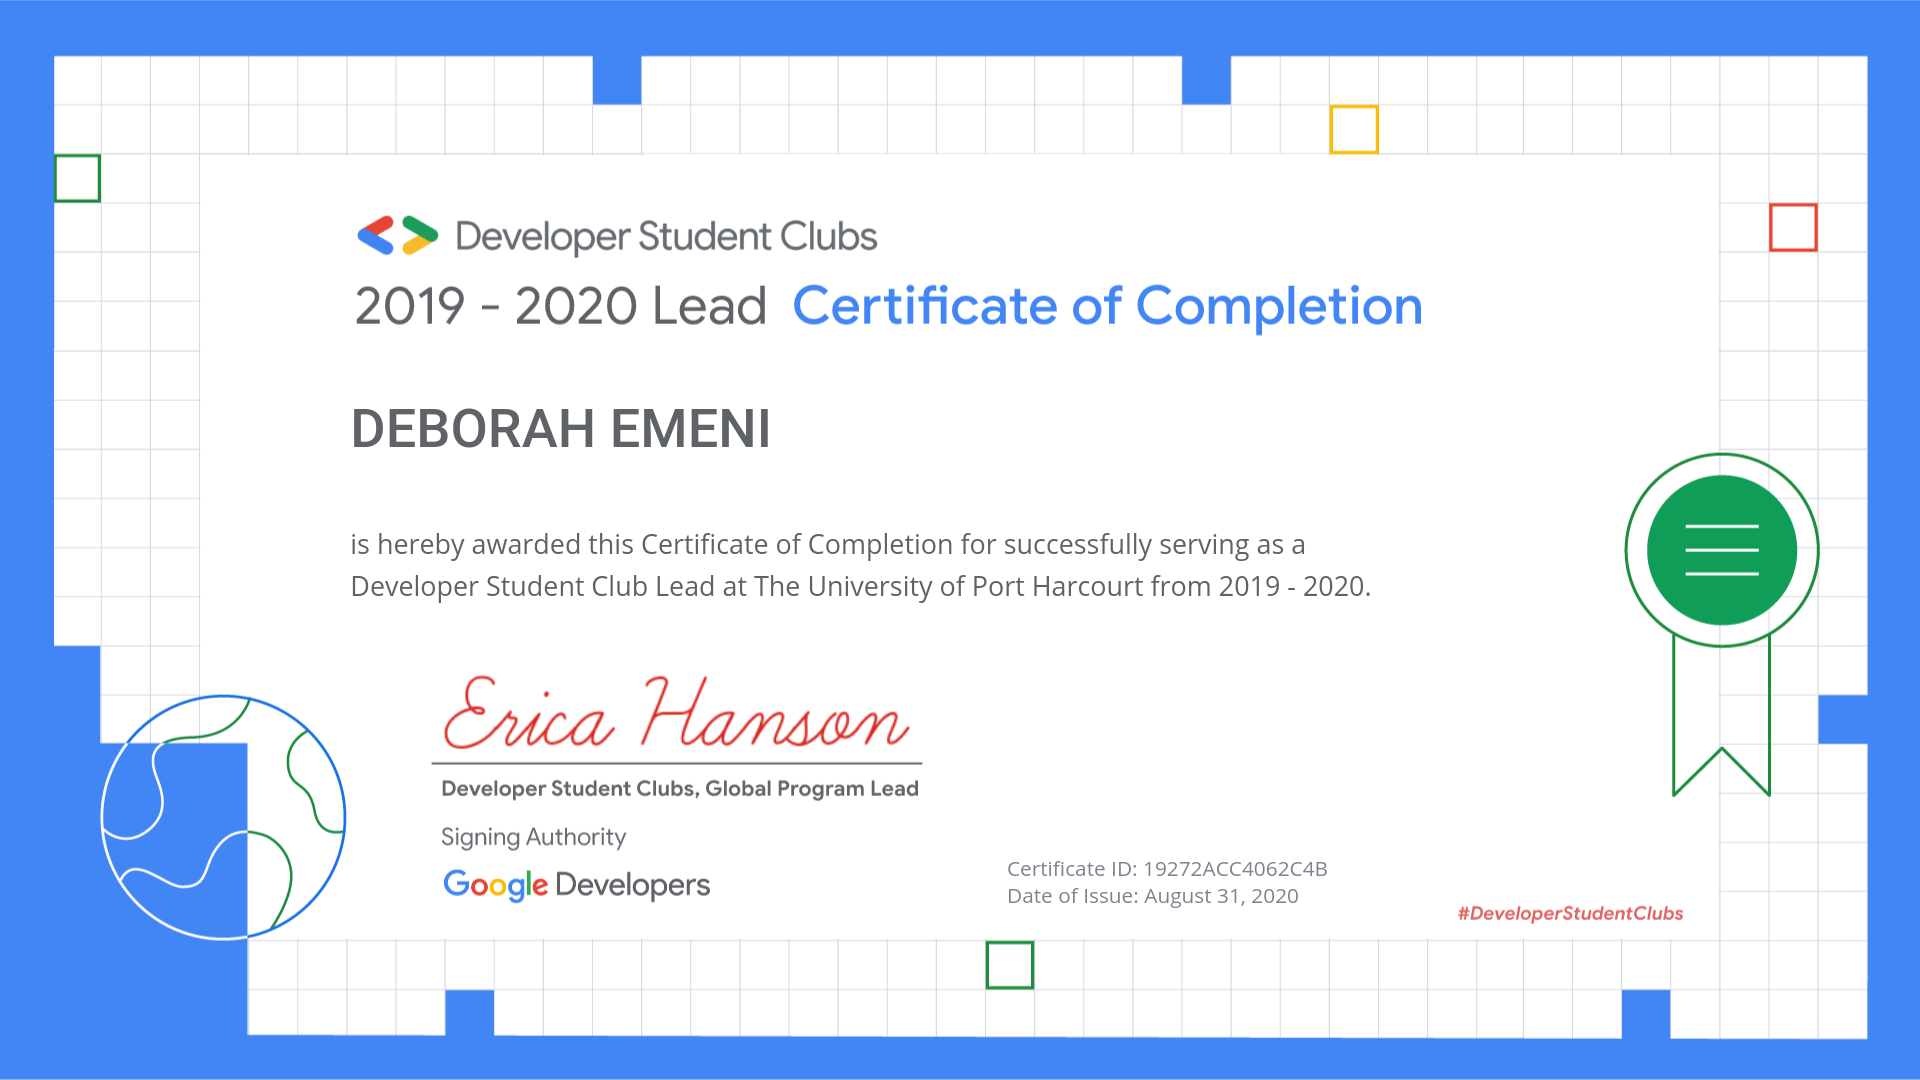 Developer Student Clubs
2019 - 2020 Lead Certificate of Completion
DEBORAH EMENI
is hereby awarded this Certificate of Completion for successfully serving as a
Developer Student Club Lead at The University of Port Harcourt from 2019 - 2020.
Erica Hanson
Developer Student Clubs, Global Program Lead
Signing Authority
Google Developers
Certificate ID: 19272ACC4062C4B
Date of Issue: August 31, 2020
#DeveloperStudentClubs